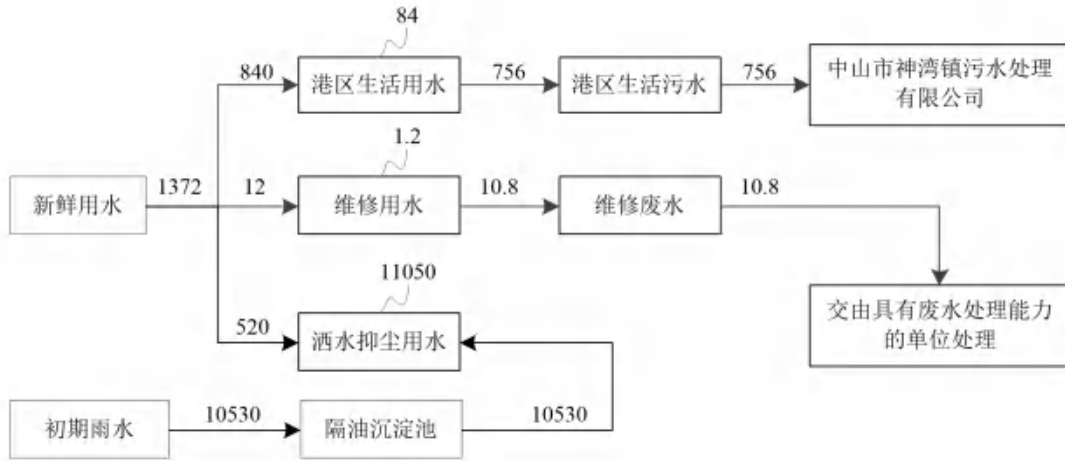 84
840
港区生活用水
756
港区生活污水
756
中山市神湾镇污水处理
有限公司
1.2
新鲜用水
1372
12
维修用水
10.8
维修废水
10.8
11050
520
洒水抑尘用水
交由具有废水处理能力
的单位处理
初期雨水
10530
隔油沉淀池
10530